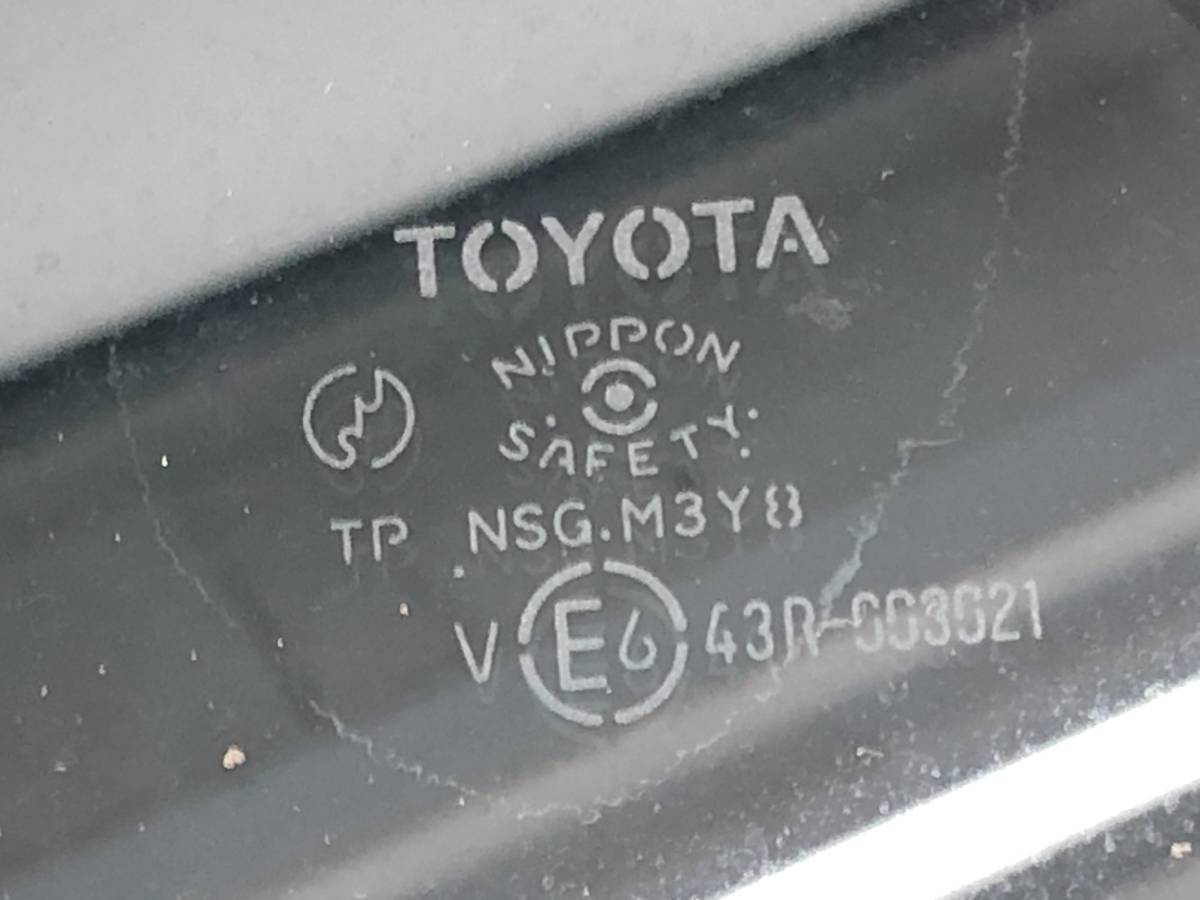 TOYOTA
NIPPON
SAFETY
TP NSG.M3Y8
V E6 43R-003021